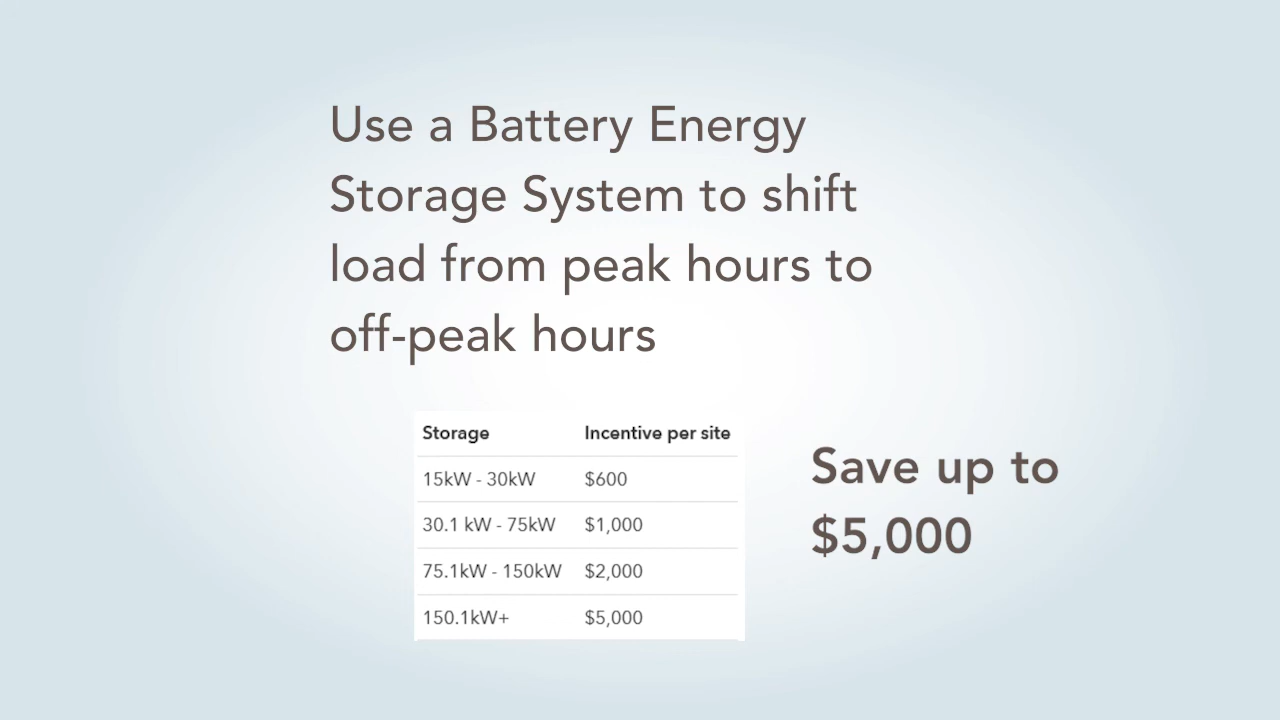 Use a Battery Energy
Storage System to shift
load from peak hours to
off-peak hours
Storage Incentive per site
15kW - 30kW $600
30.1 kW - 75kW $1,000
75.1kW - 150kW $2,000
150.1kW+ $5,000
Save up to
$5,000